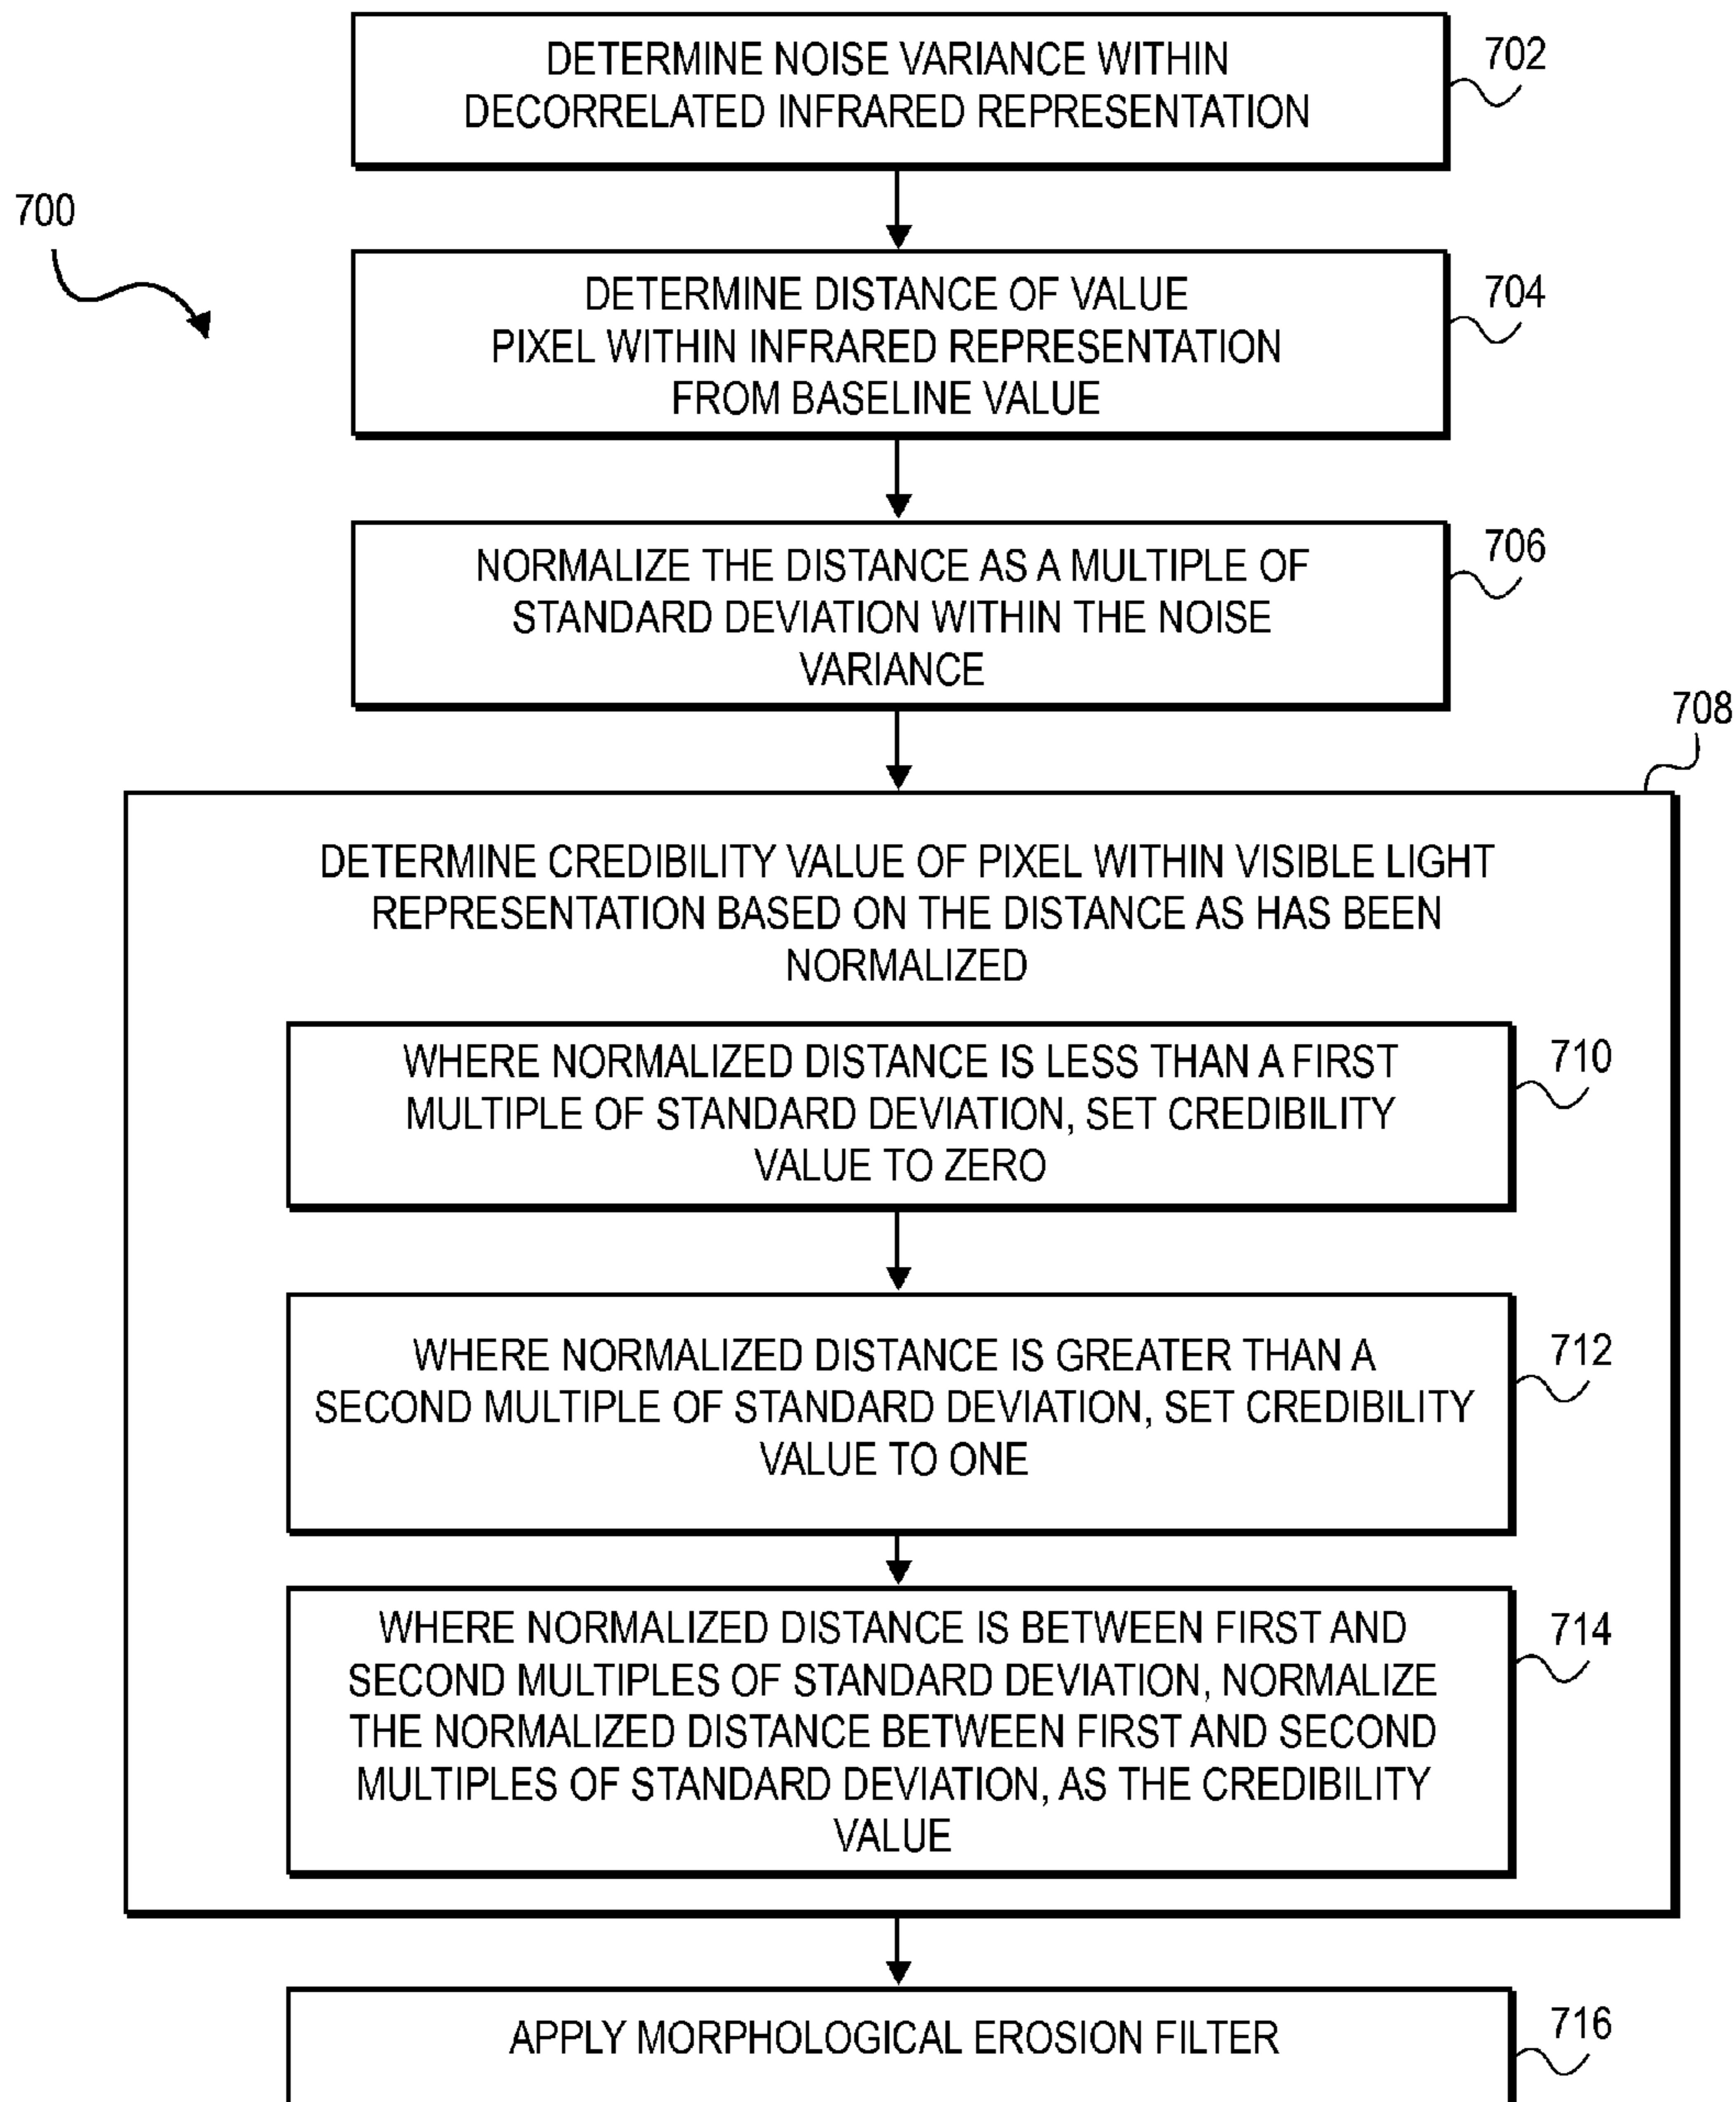 DETERMINE NOISE VARIANCE WITHIN
DECORRELATED INFRARED REPRESENTATION
702
700
DETERMINE DISTANCE OF VALUE
PIXEL WITHIN INFRARED REPRESENTATION
FROM BASELINE VALUE
704
NORMALIZE THE DISTANCE AS A MULTIPLE OF
STANDARD DEVIATION WITHIN THE NOISE
VARIANCE
706
708
DETERMINE CREDIBILITY VALUE OF PIXEL WITHIN VISIBLE LIGHT
REPRESENTATION BASED ON THE DISTANCE AS HAS BEEN
NORMALIZED
WHERE NORMALIZED DISTANCE IS LESS THAN A FIRST
MULTIPLE OF STANDARD DEVIATION, SET CREDIBILITY
VALUE TO ZERO
710
WHERE NORMALIZED DISTANCE IS GREATER THAN A
SECOND MULTIPLE OF STANDARD DEVIATION, SET CREDIBILITY
VALUE TO ONE
712
WHERE NORMALIZED DISTANCE IS BETWEEN FIRST AND
SECOND MULTIPLES OF STANDARD DEVIATION, NORMALIZE
THE NORMALIZED DISTANCE BETWEEN FIRST AND SECOND
MULTIPLES OF STANDARD DEVIATION, AS THE CREDIBILITY
VALUE
714
APPLY MORPHOLOGICAL EROSION FILTER
716